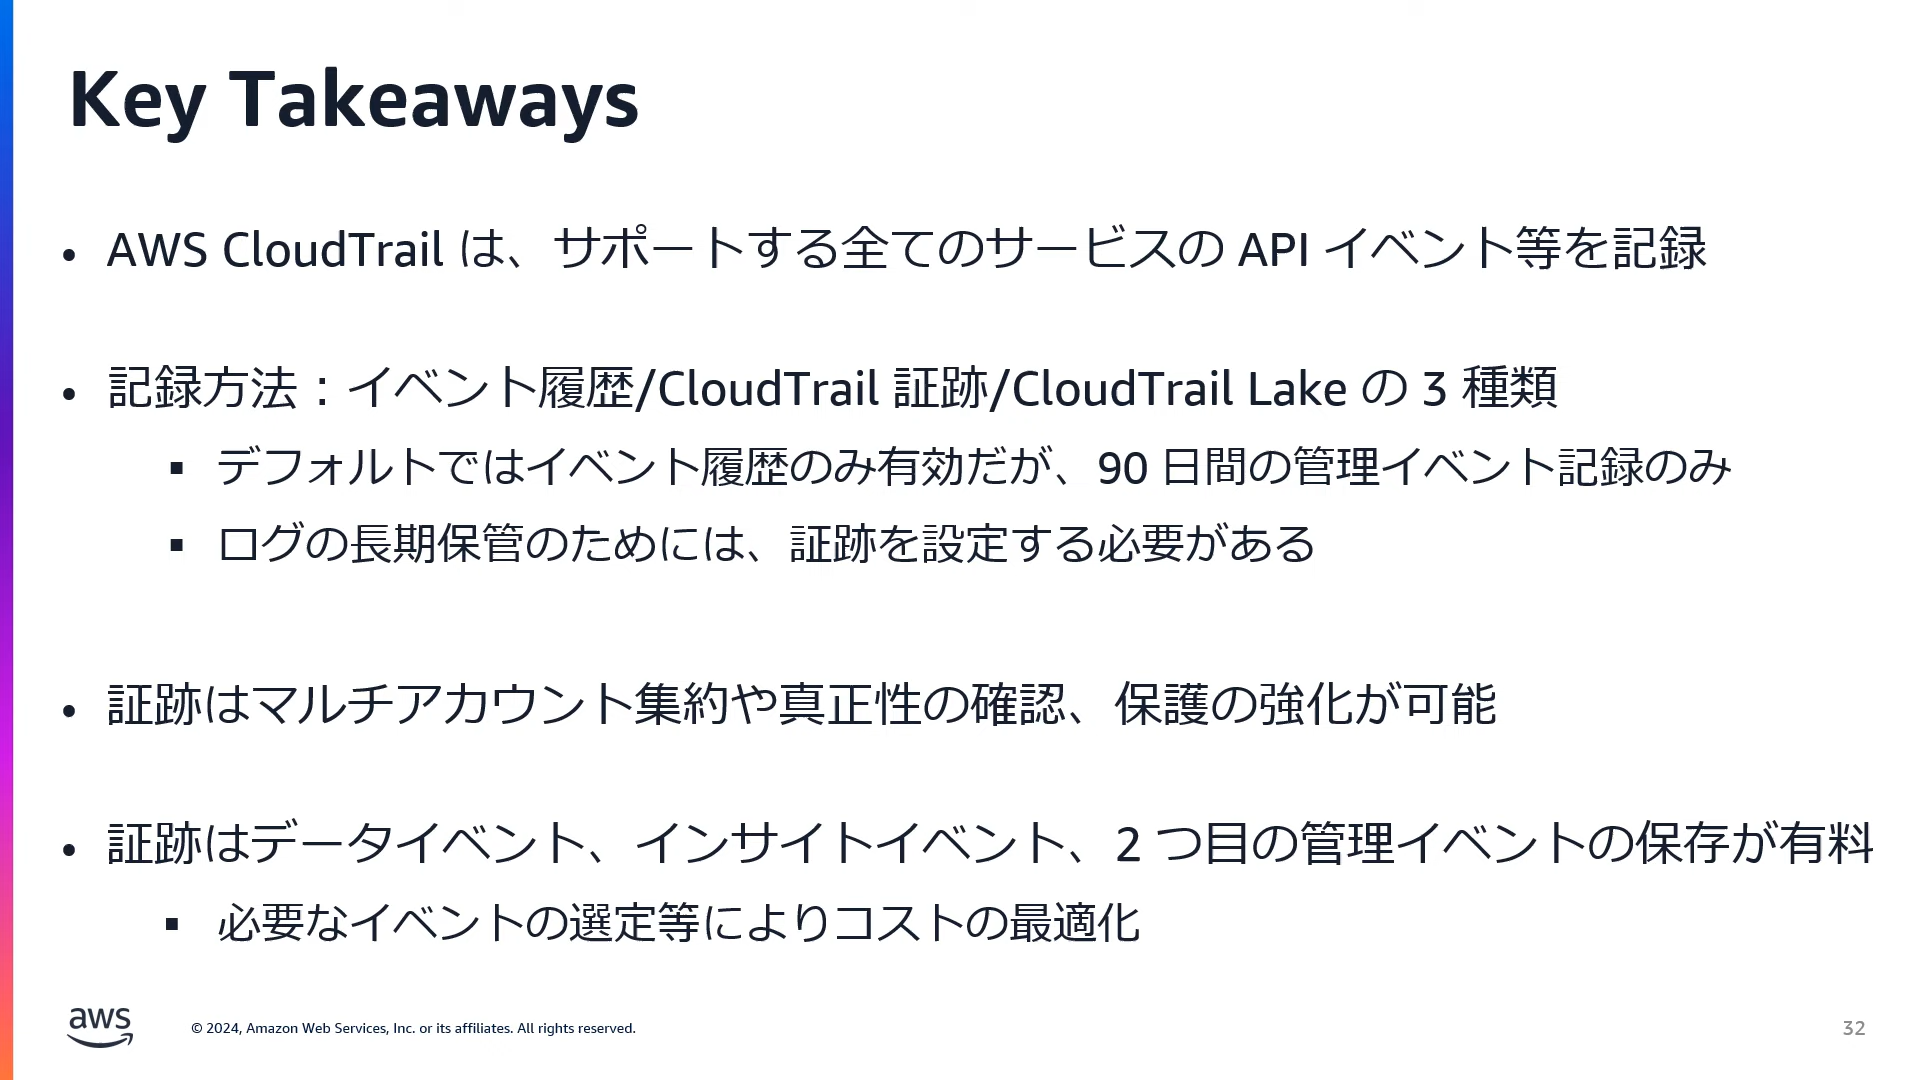 Key Takeaways
• AWS CloudTrail は、サポートする全てのサービスの API イベント等を記録
• 記録方法：イベント履歴/CloudTrail 証跡/CloudTrail Lake の 3 種類
▪ デフォルトではイベント履歴のみ有効だが、90 日間の管理イベント記録のみ
▪ ログの長期保管のためには、証跡を設定する必要がある
• 証跡はマルチアカウント集約や真正性の確認、保護の強化が可能
• 証跡はデータイベント、インサイトイベント、2 つ目の管理イベントの保存が有料
▪ 必要なイベントの選定等によりコストの最適化
aws
© 2024, Amazon Web Services, Inc. or its affiliates. All rights reserved.
32